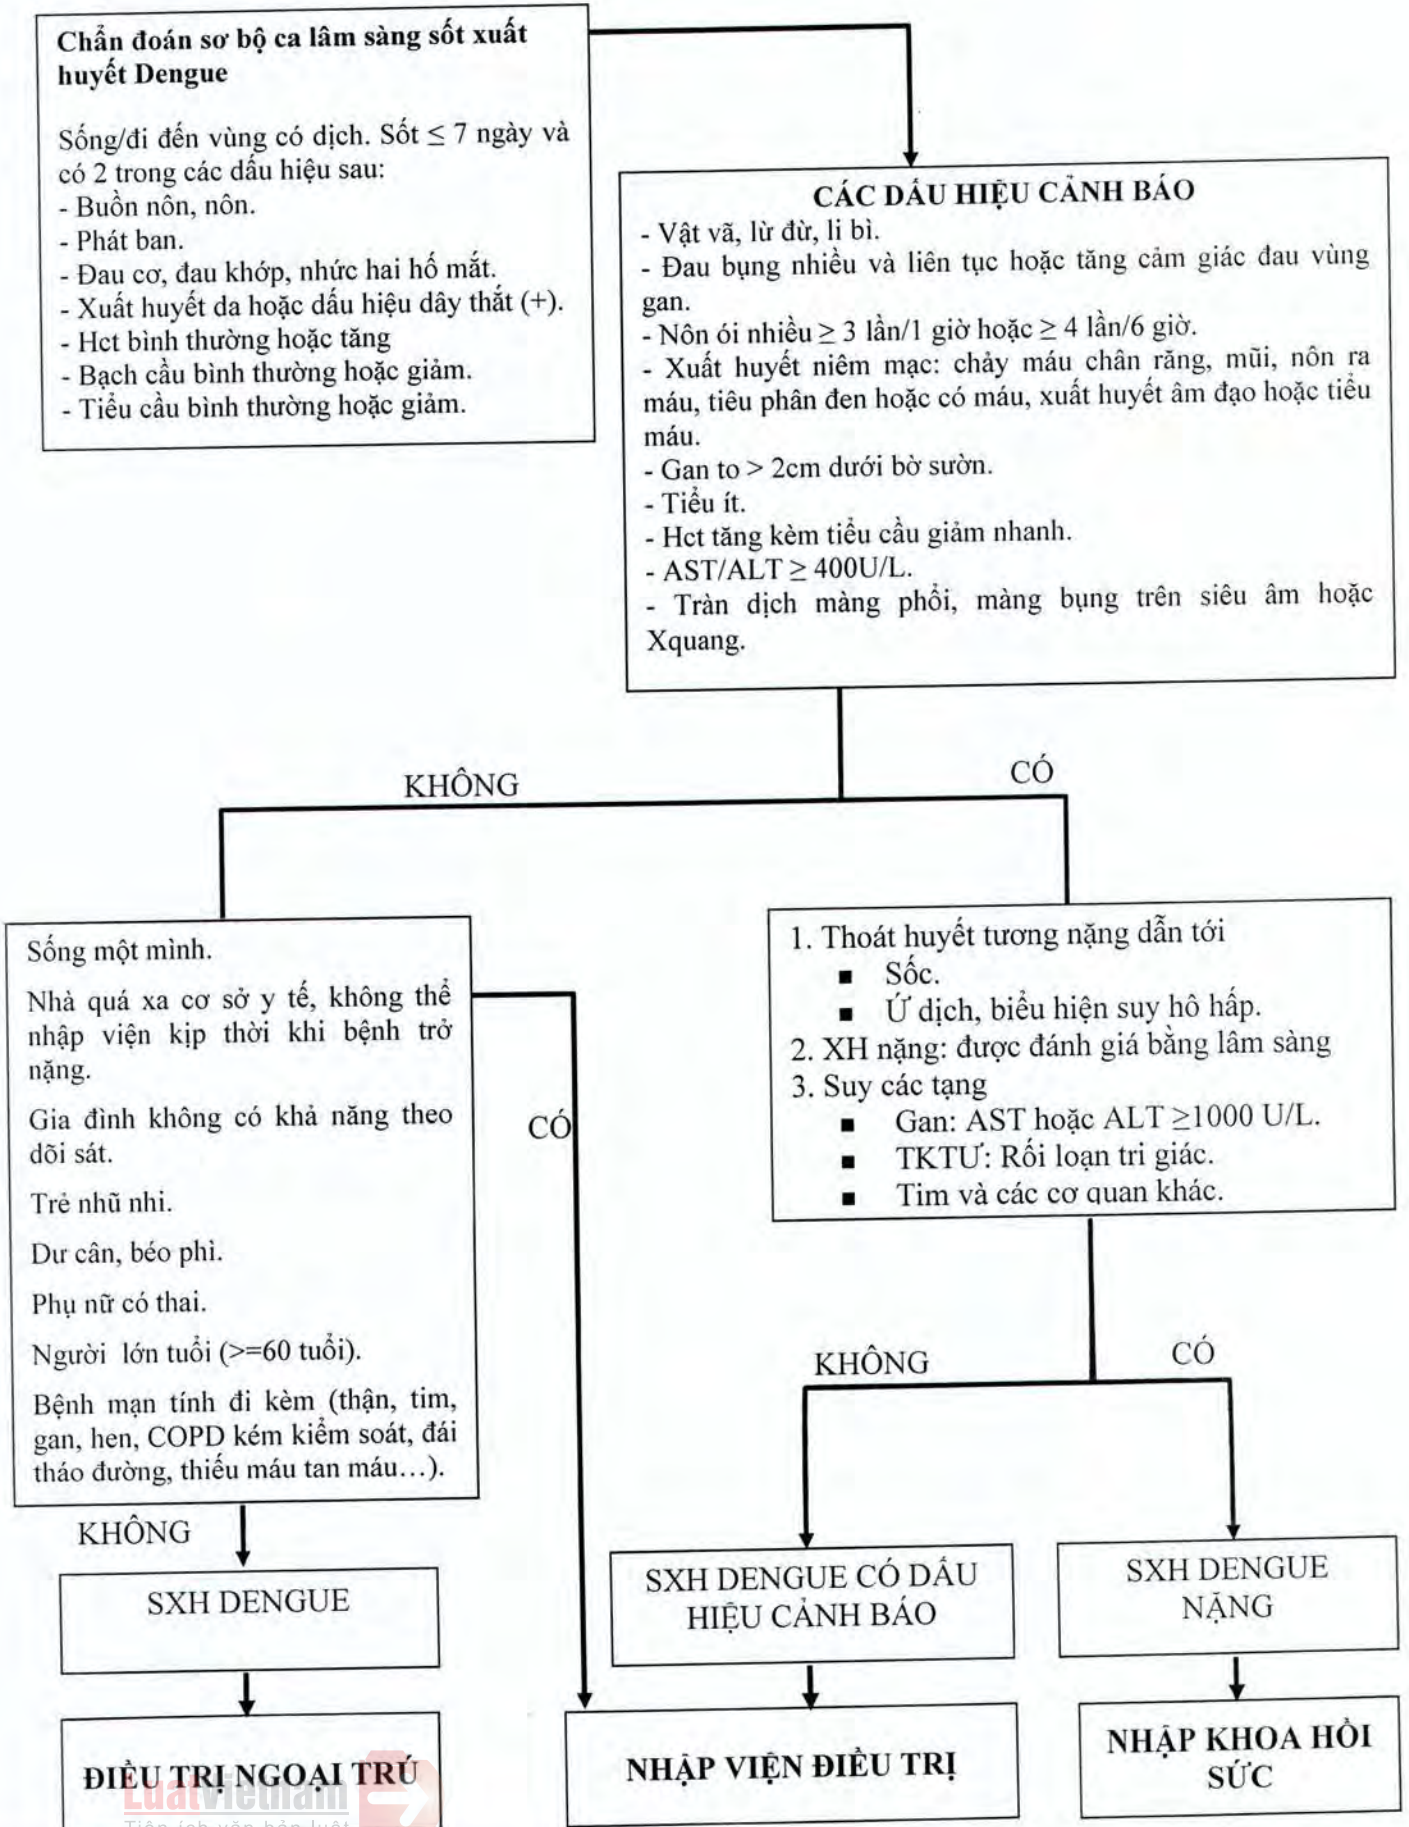 Chẩn đoán sơ bộ ca lâm sàng sốt xuất
huyết Dengue
Sống/đi đến vùng có dịch. Sốt ≤ 7 ngày và
có 2 trong các dấu hiệu sau:
- Buồn nôn, nôn.
- Phát ban.
- Đau cơ, đau khớp, nhức hai hố mắt.
- Xuất huyết da hoặc dấu hiệu dây thắt (+).
- Hct bình thường hoặc tăng
- Bạch cầu bình thường hoặc giảm.
- Tiểu cầu bình thường hoặc giảm.
CÁC DẤU HIỆU CẢNH BÁO
- Vật vã, lừ đừ, li bì.
- Đau bụng nhiều và liên tục hoặc tăng cảm giác đau vùng
gan.
- Nôn ói nhiều ≥ 3 lần/1 giờ hoặc ≥ 4 lần/6 giờ.
- Xuất huyết niêm mạc: chảy máu chân răng, mũi, nôn ra
máu, tiêu phân đen hoặc có máu, xuất huyết âm đạo hoặc tiểu
máu.
- Gan to > 2cm dưới bờ sườn.
- Tiểu ít.
- Hct tăng kèm tiểu cầu giảm nhanh.
- AST/ALT ≥ 400U/L.
- Tràn dịch màng phổi, màng bụng trên siêu âm hoặc
Xquang.
KHÔNG
CÓ
Sống một mình.
Nhà quá xa cơ sở y tế, không thể
nhập viện kịp thời khi bệnh trở
nặng.
Gia đình không có khả năng theo
dõi sát.
Trẻ nhũ nhi.
Dư cân, béo phì.
Phụ nữ có thai.
Người lớn tuổi (>=60 tuổi).
Bệnh mạn tính đi kèm (thận, tim,
gan, hen, COPD kém kiểm soát, đái
tháo đường, thiếu máu tan máu…).
CÓ
1. Thoát huyết tương nặng dẫn tới
▪ Sốc.
▪ Ứ dịch, biểu hiện suy hô hấp.
2. XH nặng: được đánh giá bằng lâm sàng
3. Suy các tạng
▪ Gan: AST hoặc ALT ≥1000 U/L.
▪ TKTƯ: Rối loạn tri giác.
▪ Tim và các cơ quan khác.
KHÔNG
CÓ
KHÔNG
SXH DENGUE
SXH DENGUE CÓ DẤU
HIỆU CẢNH BÁO
SXH DENGUE
NẶNG
ĐIỀU TRỊ NGOẠI TRÚ
NHẬP VIỆN ĐIỀU TRỊ
NHẬP KHOA HỒI
SỨC
LuatVietnam
Tiện ích văn bản luật